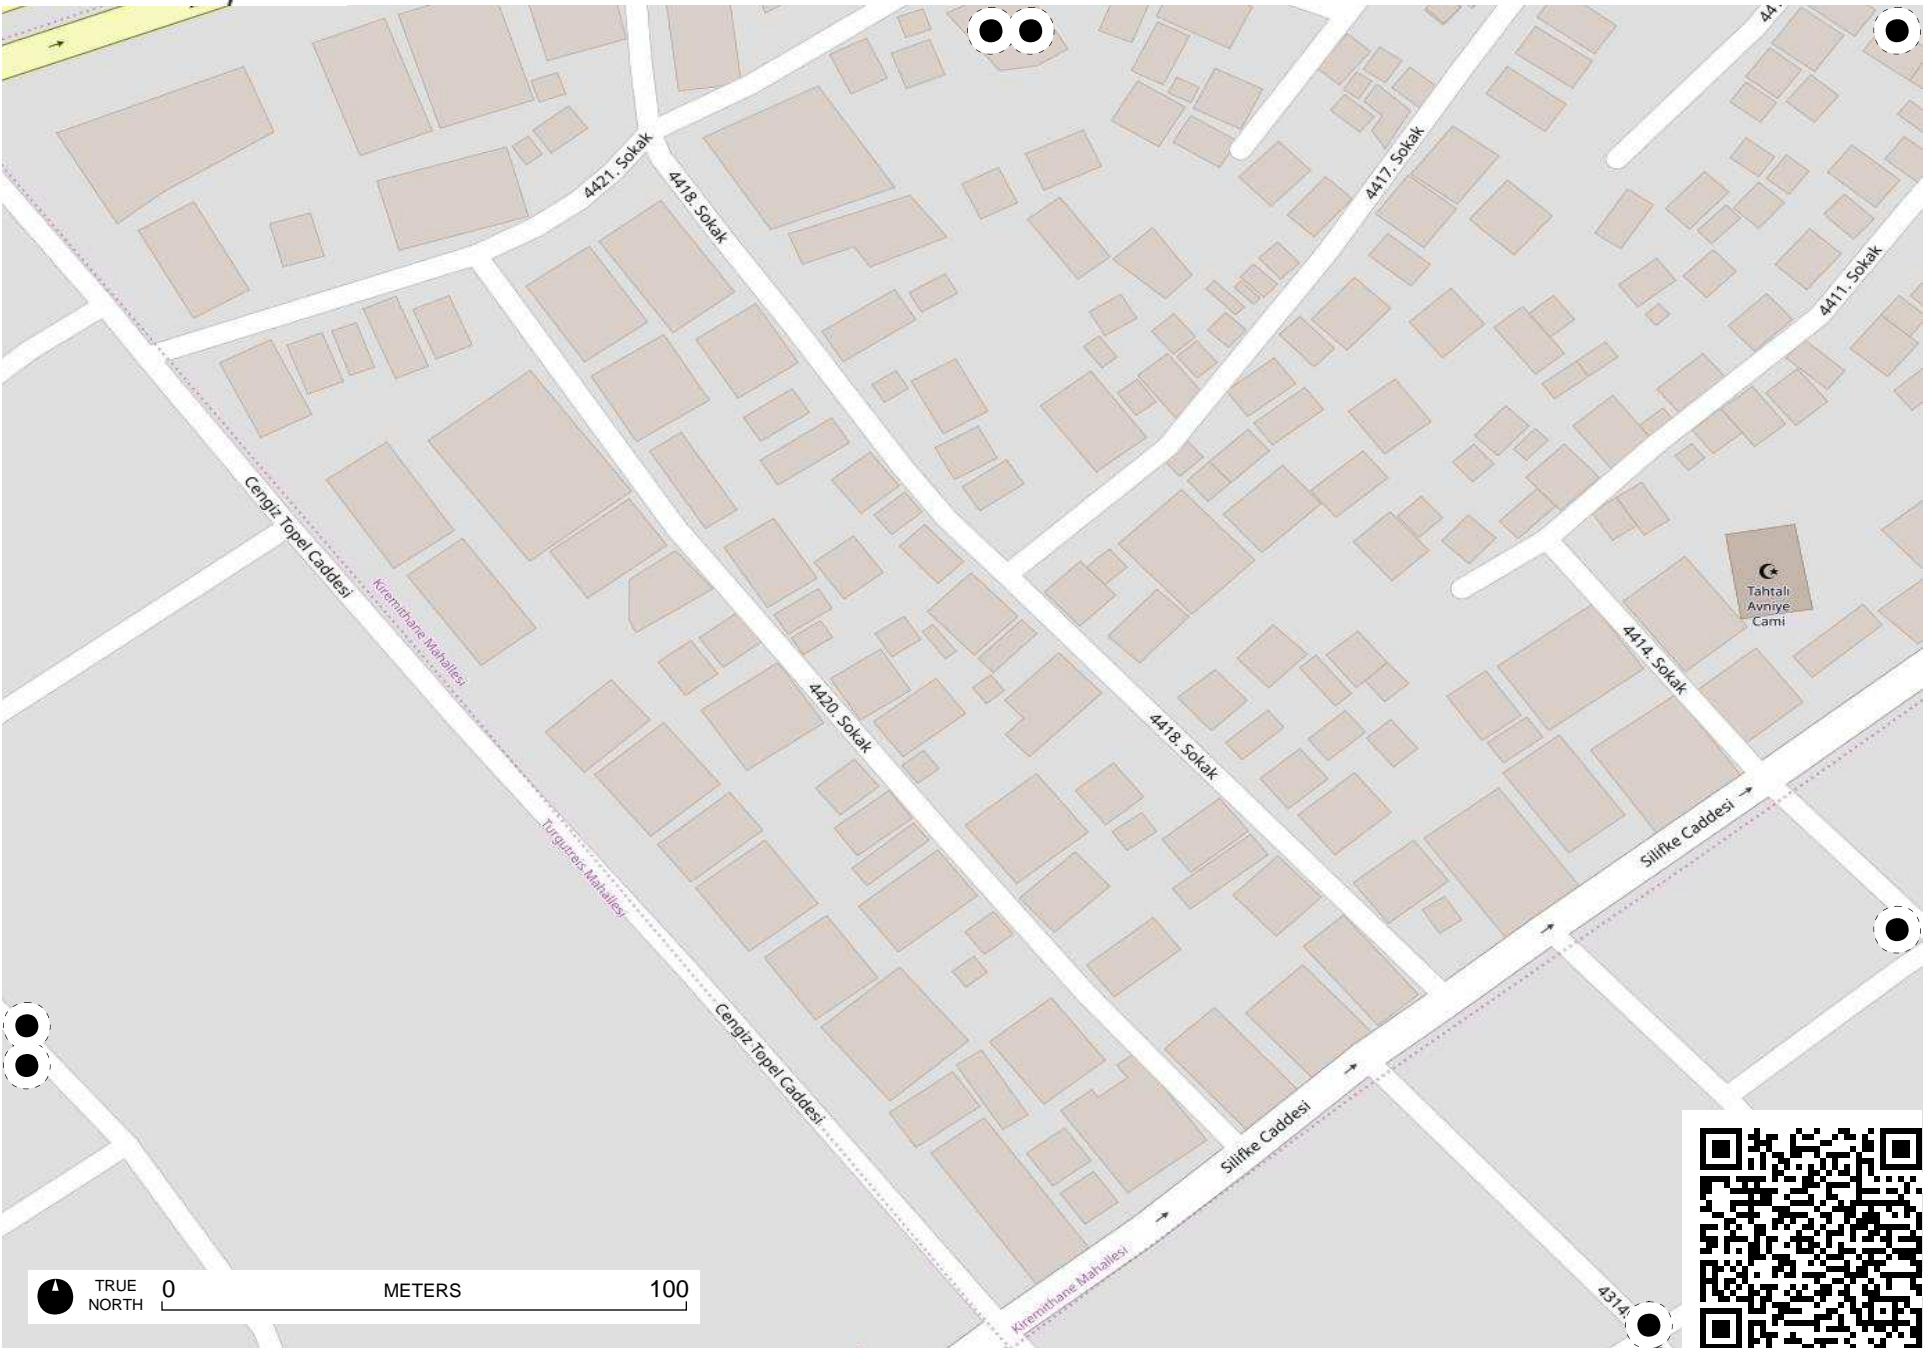 4421. Sokak
4418. Sokak
4417. Sokak
4411. Sokak
Cengiz Topel Caddesi
Kiremithane Mahallesi
Tahtalı
Avniye
Cami
4414. Sokak
4420. Sokak
4418. Sokak
Silifke Caddesi
Turgutreis Mahallesi
Cengiz Topel Caddesi
Silifke Caddesi
Kiremithane Mahallesi
TRUE
NORTH
0 METERS 100